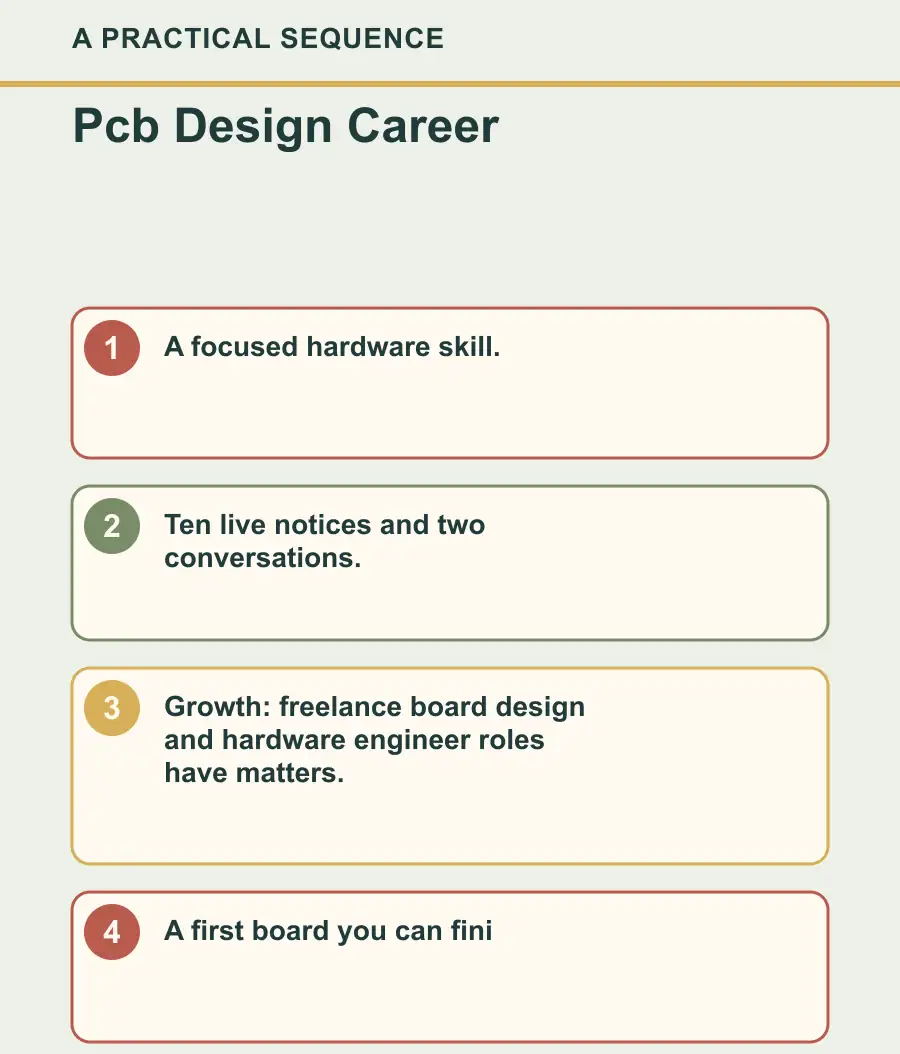 A PRACTICAL SEQUENCE
Pcb Design Career
1
A focused hardware skill.
2
Ten live notices and two
conversations.
3
Growth: freelance board design
and hardware engineer roles
have matters.
4
A first board you can fini